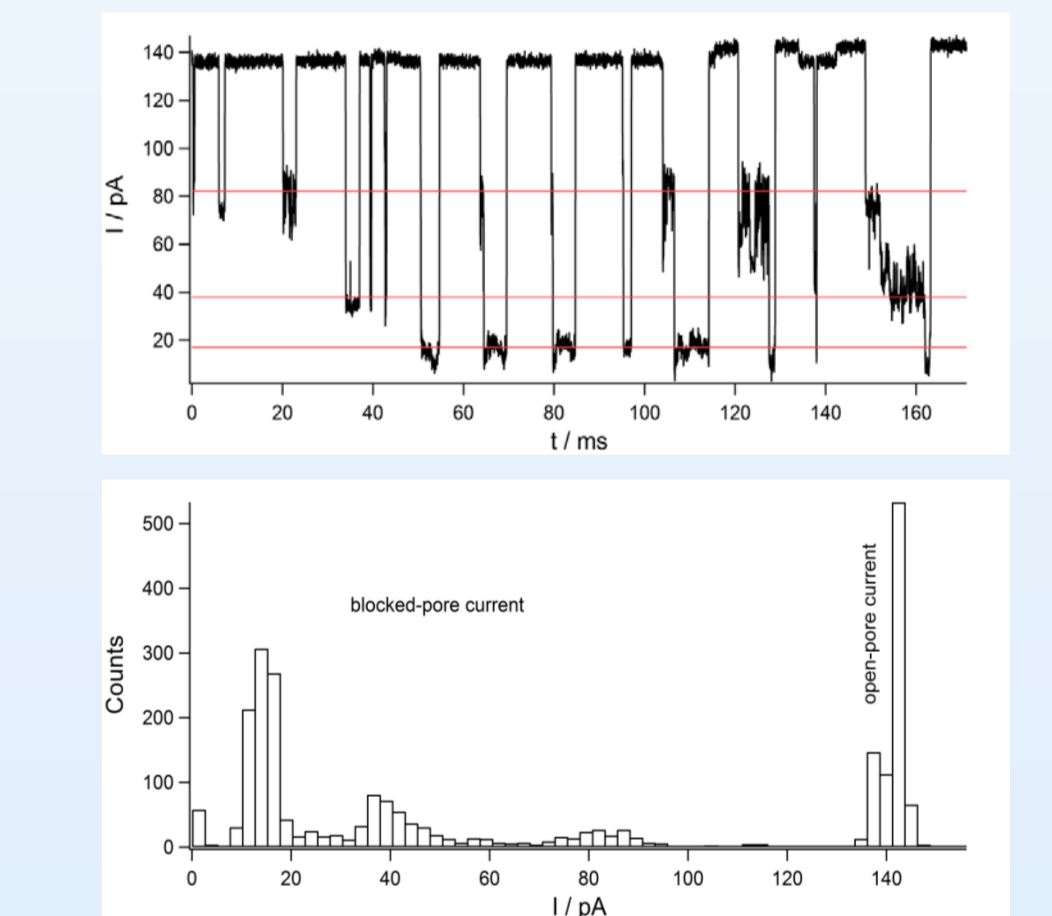 140
120
100
80
60
40
20
I / pA
0 20 40 60 80 100 120 140 160
t / ms
500
400
300
200
100
0
Counts
blocked-pore current
open-pore current
0 20 40 60 80 100 120 140
I / pA